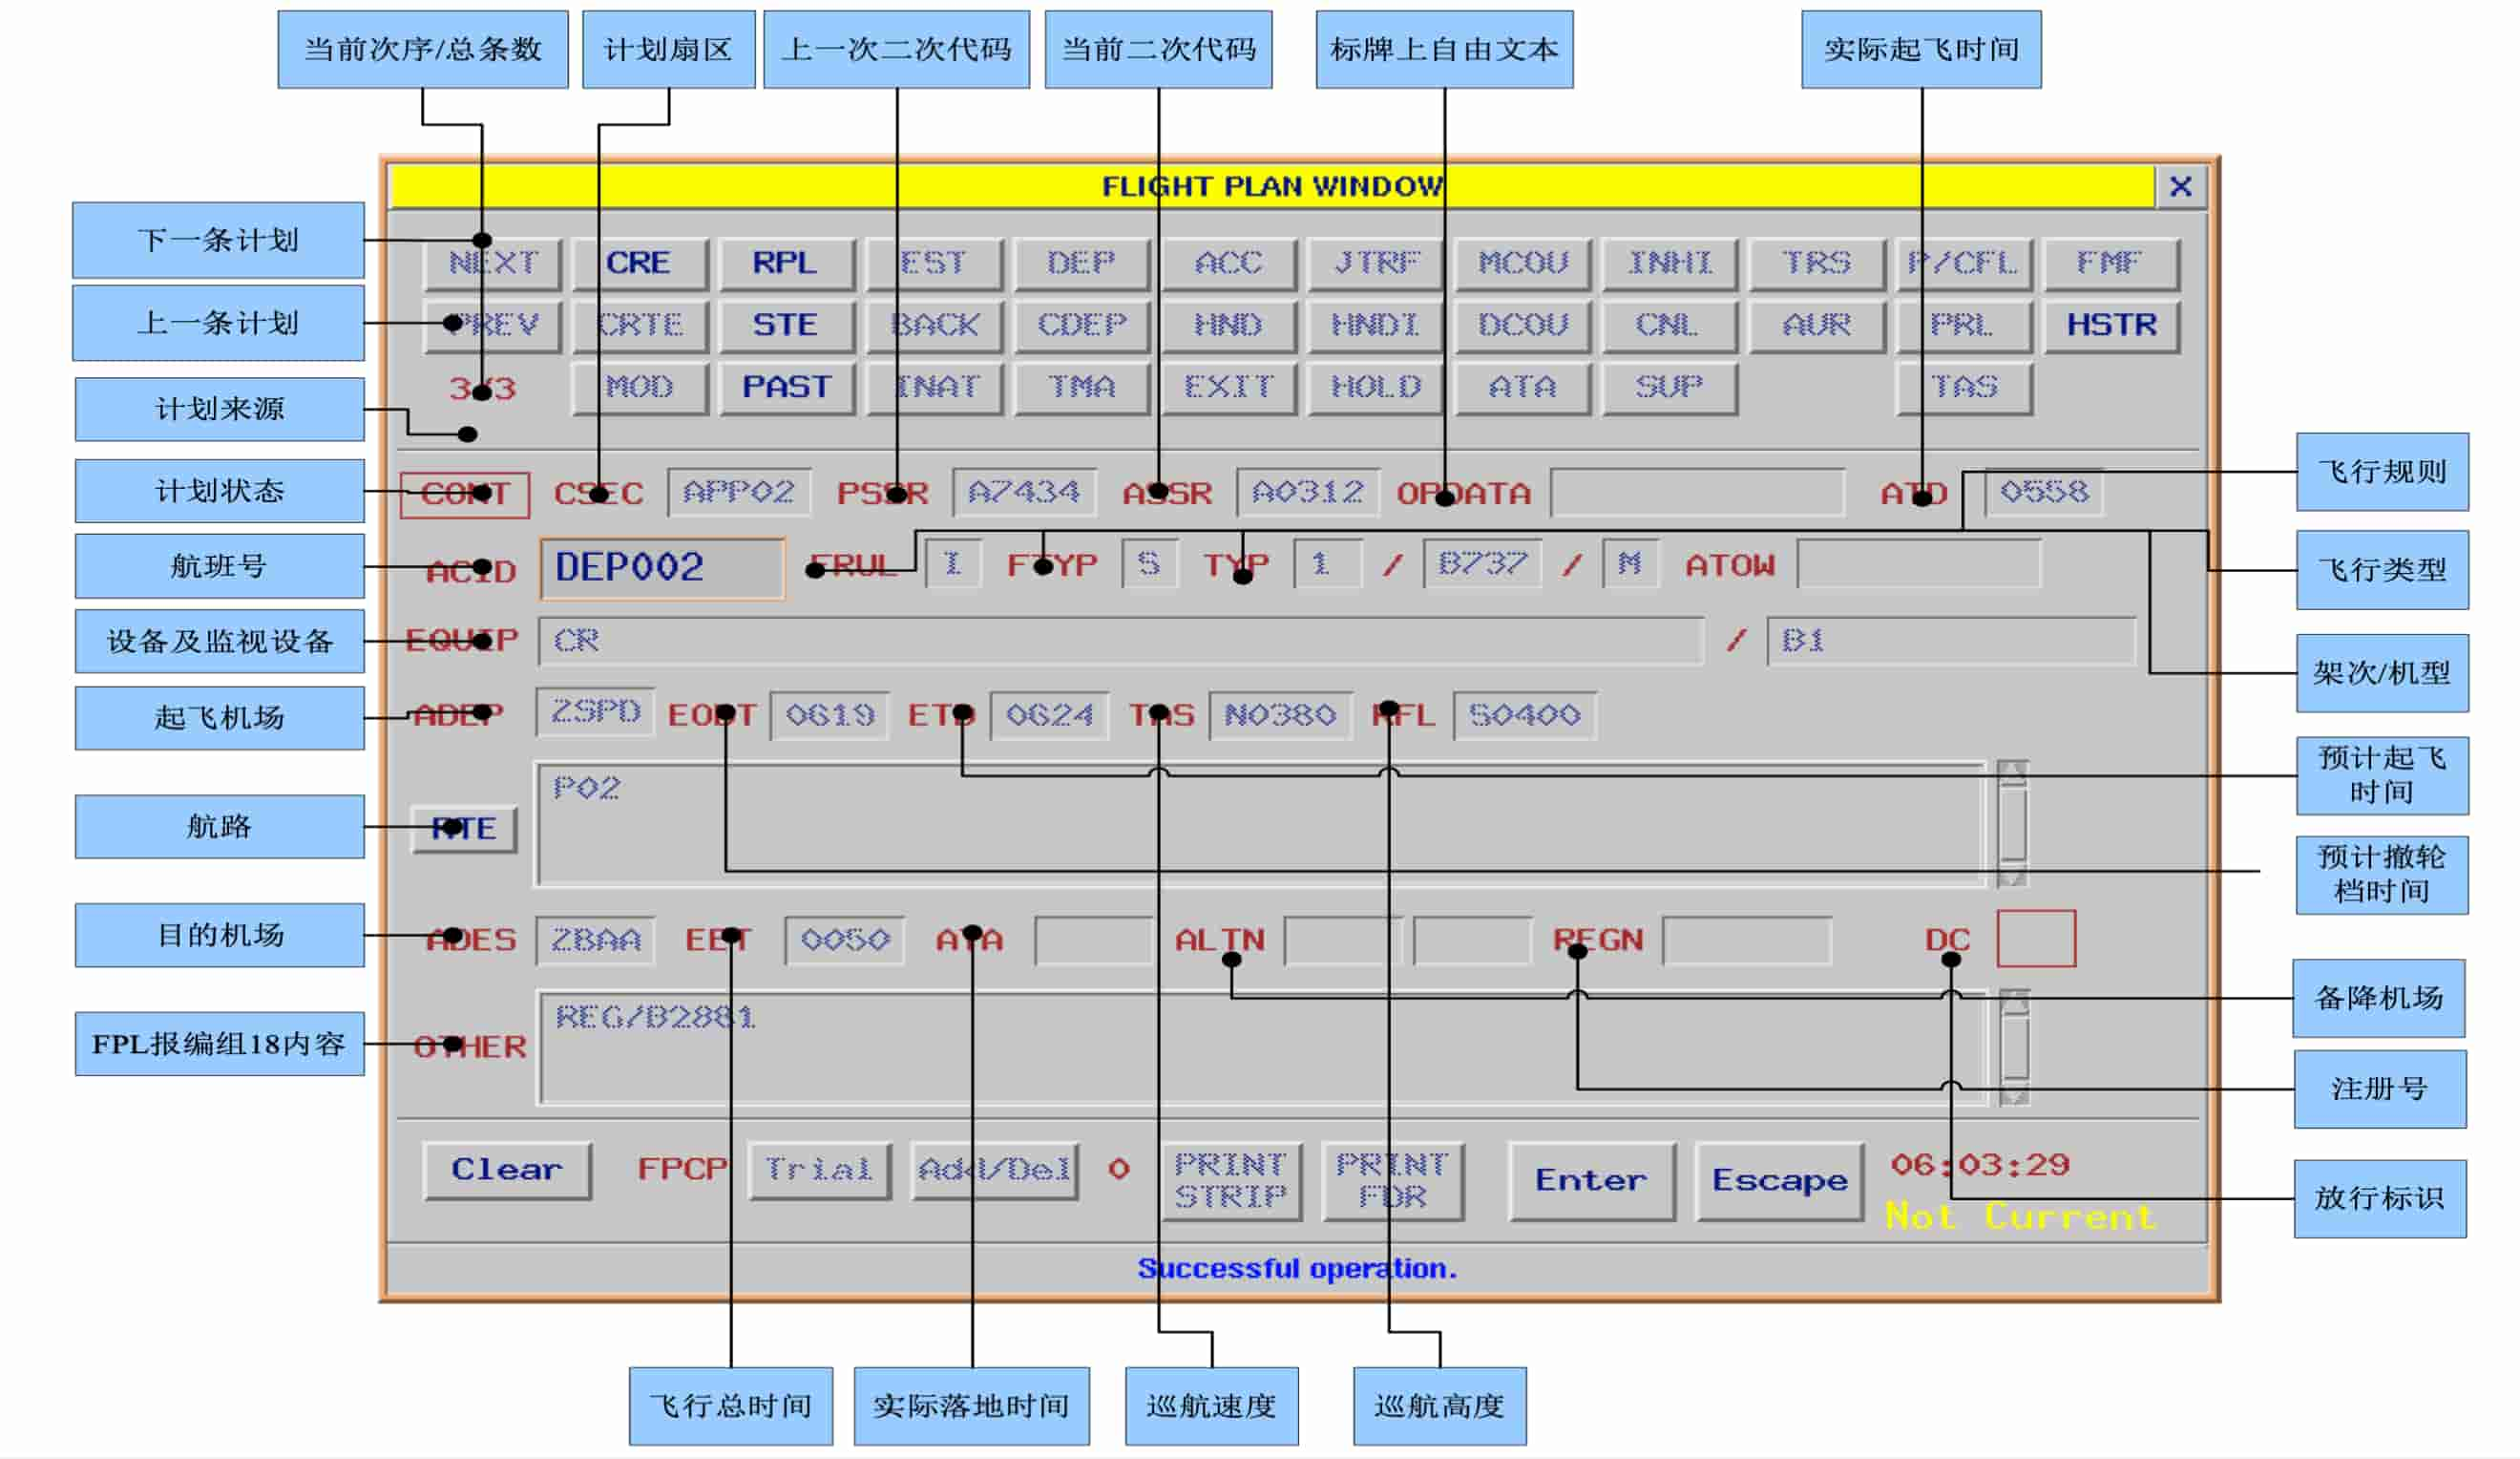 当前次序/总条数 计划扇区 上一次二次代码 当前二次代码 标牌上自由文本 实际起飞时间
FLIGHT PLAN WINDOW X
下一条计划 NEXT CRE RPL EST DEP ACC JTRF MCOU INHI TRS P/CFL FMF
上一条计划 PREV CRTE STE BACK CDEP HND HNDI DCOU CNL AUR PRL HSTR
3/3 MOD PAST INAT TMA EXIT HOLD ATA SUP TAS
计划来源
计划状态 CONT CSEC APP02 PSSR A7434 ASSR A0312 OPDATA ATD 0558 飞行规则
航班号 ACID DEP002 FRUL I FTYP S TYP 1 / B737 / M ATOW 飞行类型
设备及监视设备 EQUIP CR / B1 架次/机型
起飞机场 ADEP ZSPD EOBT 0619 ETD 0624 TAS N0380 RFL S0400
预计起飞
时间
航路 RTE P02
预计撤轮
档时间
目的机场 ADES ZBAA EET 0050 ATA ALTN REGN DC
备降机场
FPL报编组18内容 OTHER REG/B2881
注册号
Clear FPCP Trial Add/Del 0 PRINT STRIP PRINT FDR Enter Escape 06:03:29
放行标识
Not Current
Successful operation.
飞行总时间 实际落地时间 巡航速度 巡航高度